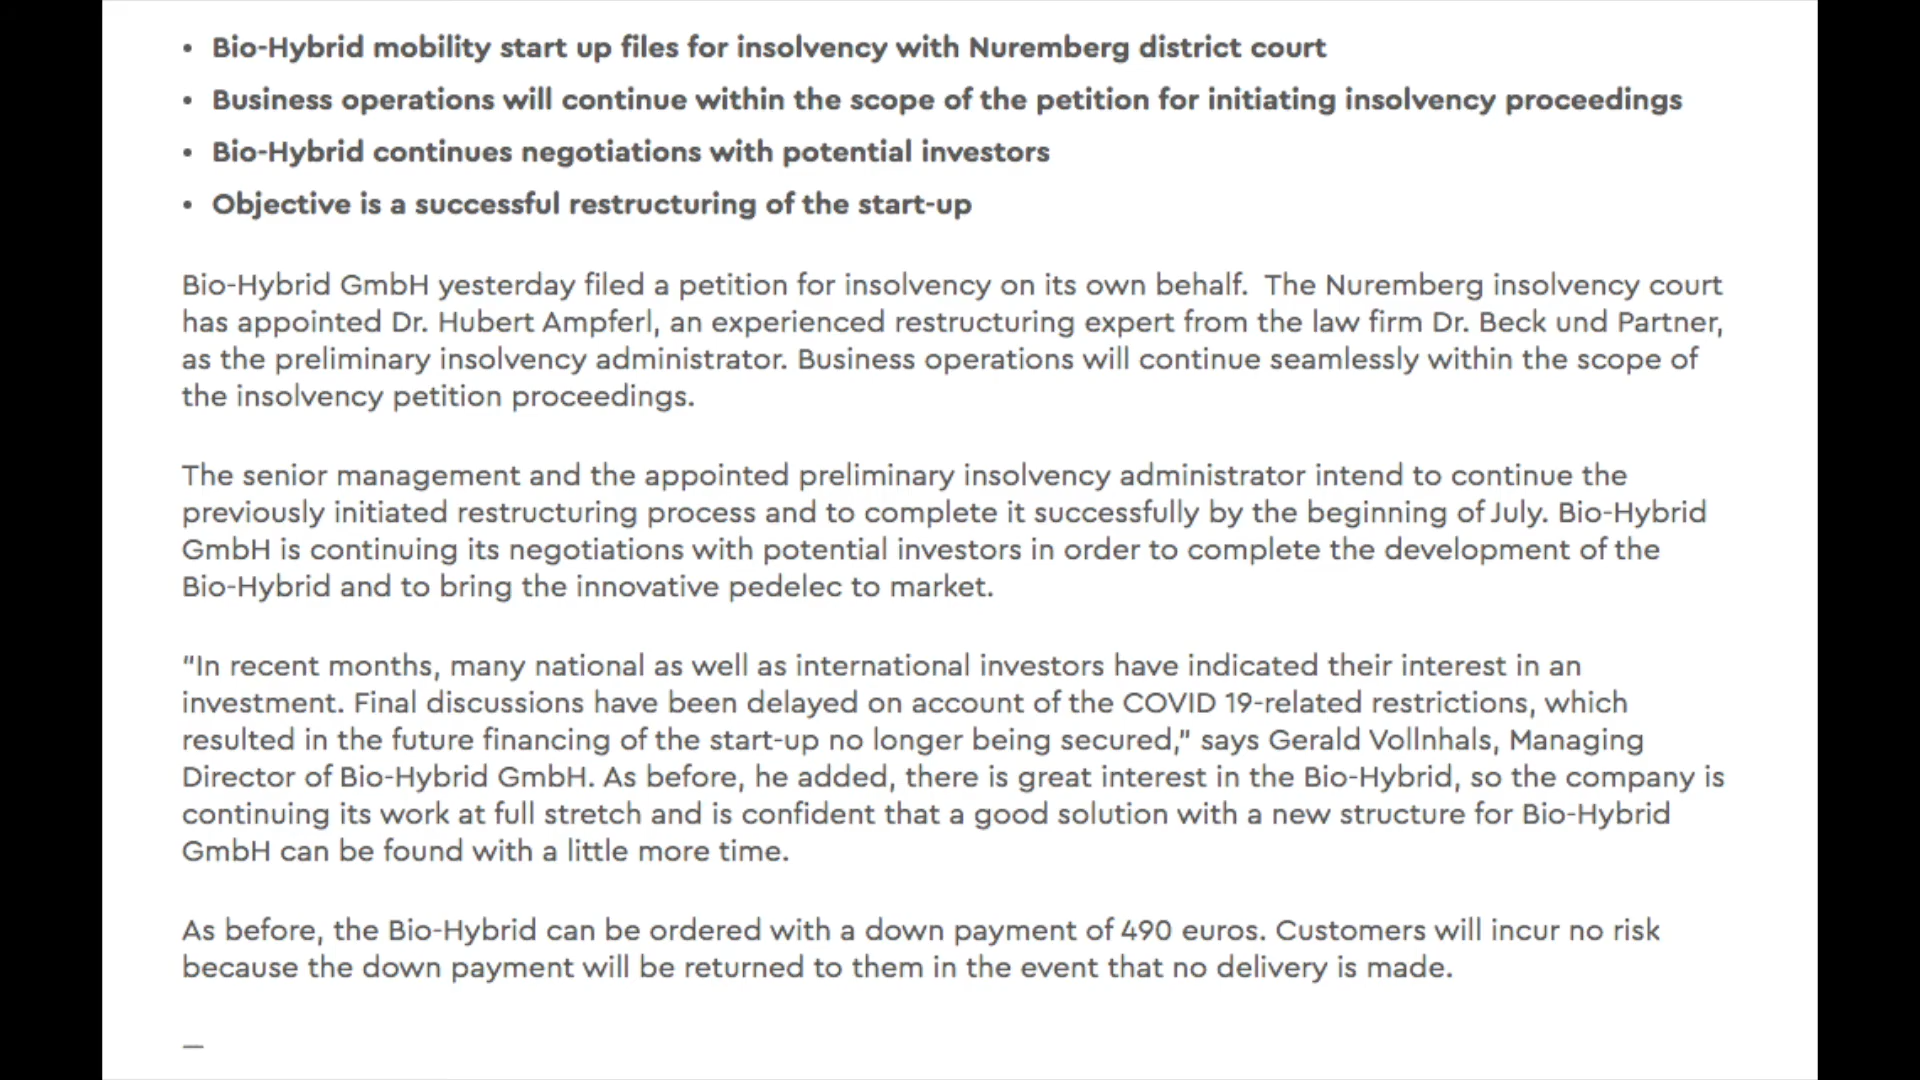 • Bio-Hybrid mobility start up files for insolvency with Nuremberg district court
• Business operations will continue within the scope of the petition for initiating insolvency proceedings
• Bio-Hybrid continues negotiations with potential investors
• Objective is a successful restructuring of the start-up
Bio-Hybrid GmbH yesterday filed a petition for insolvency on its own behalf.  The Nuremberg insolvency court
has appointed Dr. Hubert Ampferl, an experienced restructuring expert from the law firm Dr. Beck und Partner,
as the preliminary insolvency administrator. Business operations will continue seamlessly within the scope of
the insolvency petition proceedings.
The senior management and the appointed preliminary insolvency administrator intend to continue the
previously initiated restructuring process and to complete it successfully by the beginning of July. Bio-Hybrid
GmbH is continuing its negotiations with potential investors in order to complete the development of the
Bio-Hybrid and to bring the innovative pedelec to market.
"In recent months, many national as well as international investors have indicated their interest in an
investment. Final discussions have been delayed on account of the COVID 19-related restrictions, which
resulted in the future financing of the start-up no longer being secured," says Gerald Vollnhals, Managing
Director of Bio-Hybrid GmbH. As before, he added, there is great interest in the Bio-Hybrid, so the company is
continuing its work at full stretch and is confident that a good solution with a new structure for Bio-Hybrid
GmbH can be found with a little more time.
As before, the Bio-Hybrid can be ordered with a down payment of 490 euros. Customers will incur no risk
because the down payment will be returned to them in the event that no delivery is made.
—